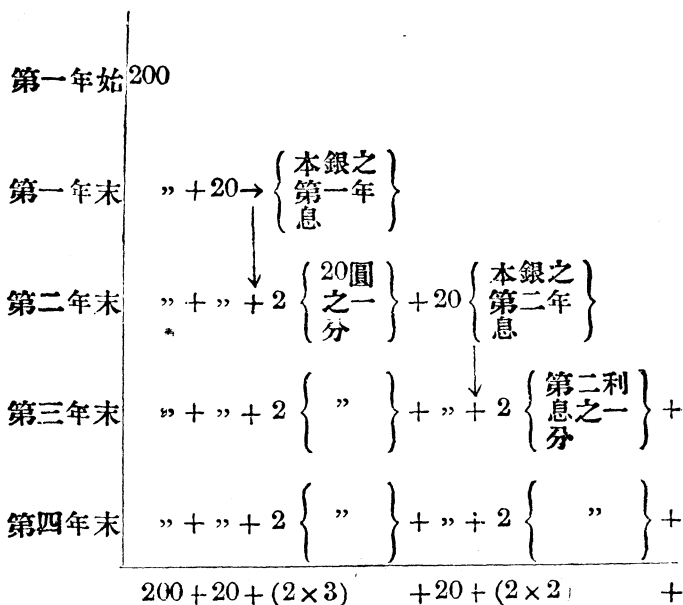 第一年始 200
第一年末 〃 + 20 → { 本銀之第一年息 }
第二年末 〃 + 〃 + 2 { 20圓之一分 } + 20 { 本銀之第二年息 }
第三年末 〃 + 〃 + 2 { 〃 } + 〃 + 2 { 第二利息之一分 } +
第四年末 〃 + 〃 + 2 { 〃 } + 〃 + 2 { 〃 } +
200 + 20 + (2 × 3) + 20 + (2 × 2 +